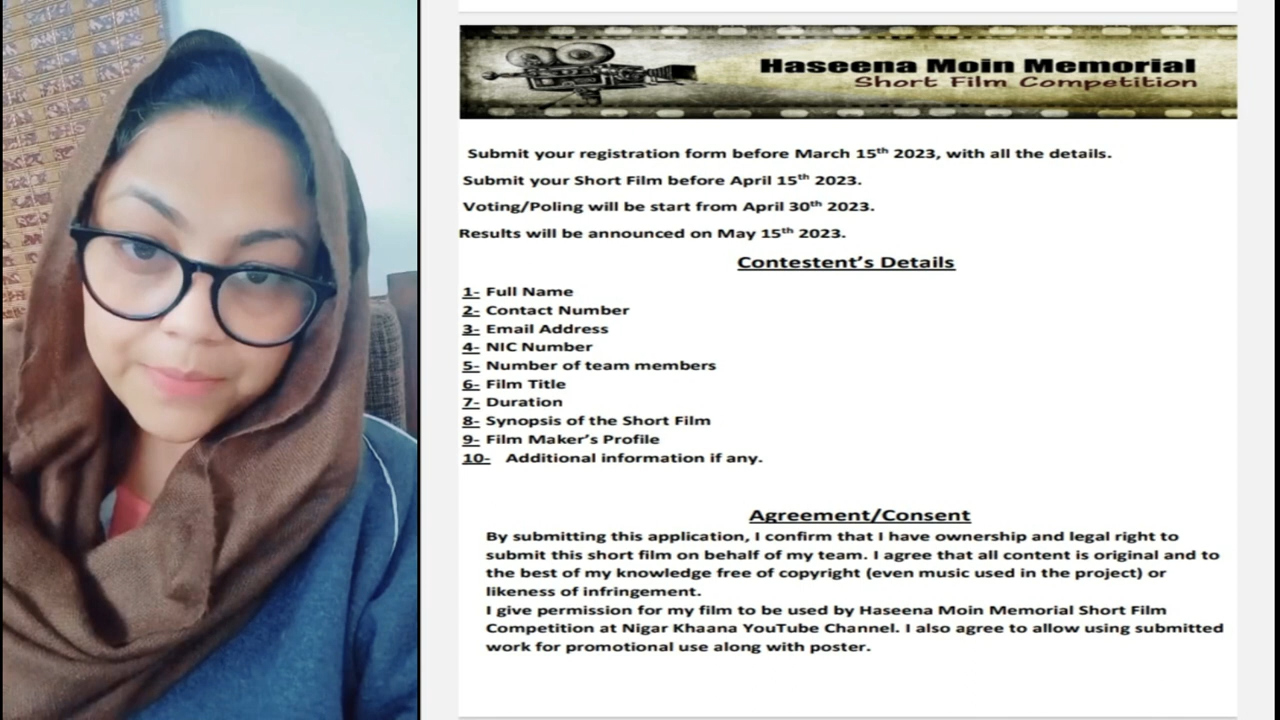 Haseena Moin Memorial
Short Film Competition
Submit your registration form before March 15th 2023, with all the details.
Submit your Short Film before April 15th 2023.
Voting/Poling will be start from April 30th 2023.
Results will be announced on May 15th 2023.
Contestent's Details
1- Full Name
2- Contact Number
3- Email Address
4- NIC Number
5- Number of team members
6- Film Title
7- Duration
8- Synopsis of the Short Film
9- Film Maker's Profile
10- Additional information if any.
Agreement/Consent
By submitting this application, I confirm that I have ownership and legal right to
submit this short film on behalf of my team. I agree that all content is original and to
the best of my knowledge free of copyright (even music used in the project) or
likeness of infringement.
I give permission for my film to be used by Haseena Moin Memorial Short Film
Competition at Nigar Khaana YouTube Channel. I also agree to allow using submitted
work for promotional use along with poster.